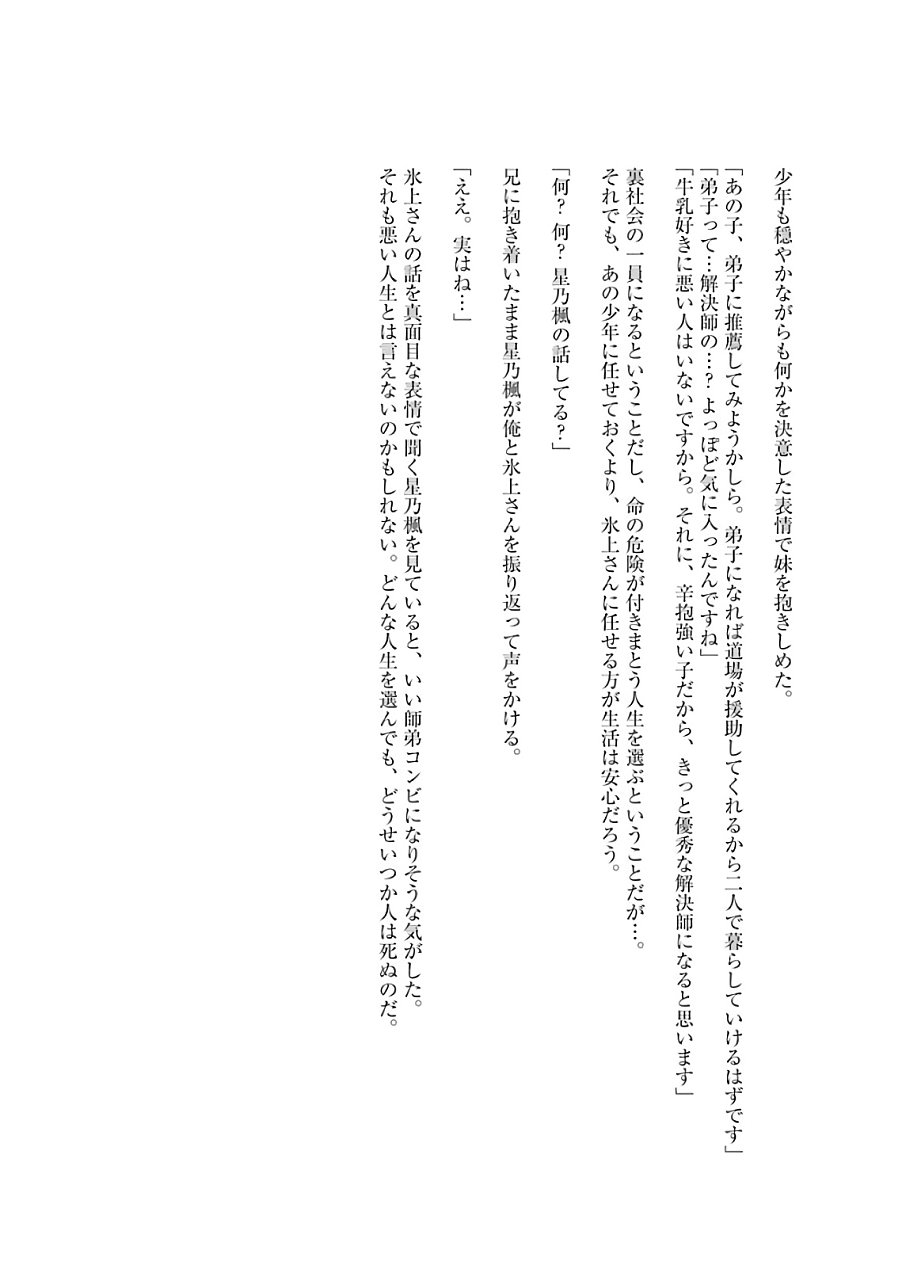 少年も穏やかながらも何かを決意した表情で妹を抱きしめた。
「あの子、弟子に推薦してみようかしら。弟子になれば道場が援助してくれるから二人で暮らしていけるはずです」
「弟子って…解決師の…？よっぽど気に入ったんですね」
「牛乳好きに悪い人はいないですから。それに、辛抱強い子だから、きっと優秀な解決師になると思います」
裏社会の一員になるということだし、命の危険が付きまとう人生を選ぶということだが…。
それでも、あの少年に任せておくより、氷上さんに任せる方が生活は安心だろう。
「何？何？星乃楓の話してる？」
兄に抱き着いたまま星乃楓が俺と氷上さんを振り返って声をかける。
「ええ。実はね…」
氷上さんの話を真面目な表情で聞く星乃楓を見ていると、いい師弟コンビになりそうな気がした。
それも悪い人生とは言えないのかもしれない。どんな人生を選んでも、どうせいつか人は死ぬのだ。